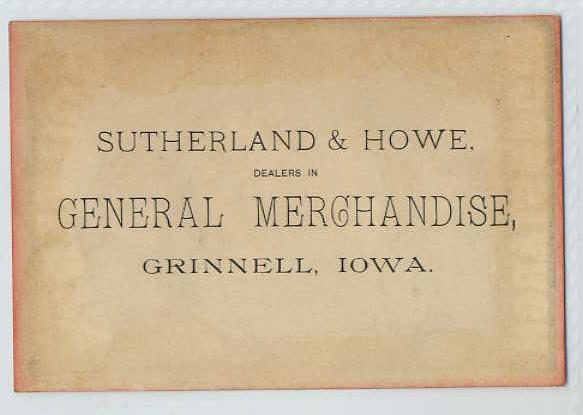 SUTHERLAND & HOWE,
DEALERS IN
GENERAL MERCHANDISE,
GRINNELL, IOWA.